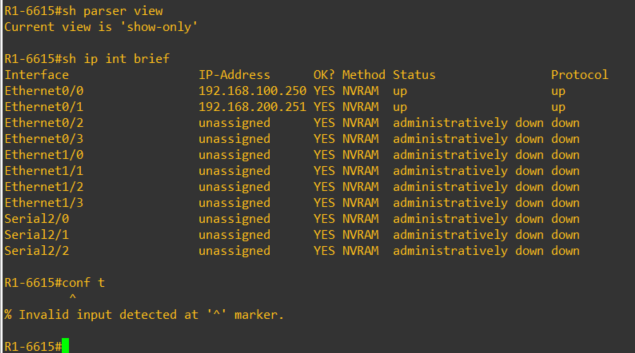 R1-6615#sh parser view
Current view is 'show-only'
R1-6615#sh ip int brief
Interface IP-Address OK? Method Status Protocol
Ethernet0/0 192.168.100.250 YES NVRAM up up
Ethernet0/1 192.168.200.251 YES NVRAM up up
Ethernet0/2 unassigned YES NVRAM administratively down down
Ethernet0/3 unassigned YES NVRAM administratively down down
Ethernet1/0 unassigned YES NVRAM administratively down down
Ethernet1/1 unassigned YES NVRAM administratively down down
Ethernet1/2 unassigned YES NVRAM administratively down down
Ethernet1/3 unassigned YES NVRAM administratively down down
Serial2/0 unassigned YES NVRAM administratively down down
Serial2/1 unassigned YES NVRAM administratively down down
Serial2/2 unassigned YES NVRAM administratively down down
R1-6615#conf t
^
% Invalid input detected at '^' marker.
R1-6615#